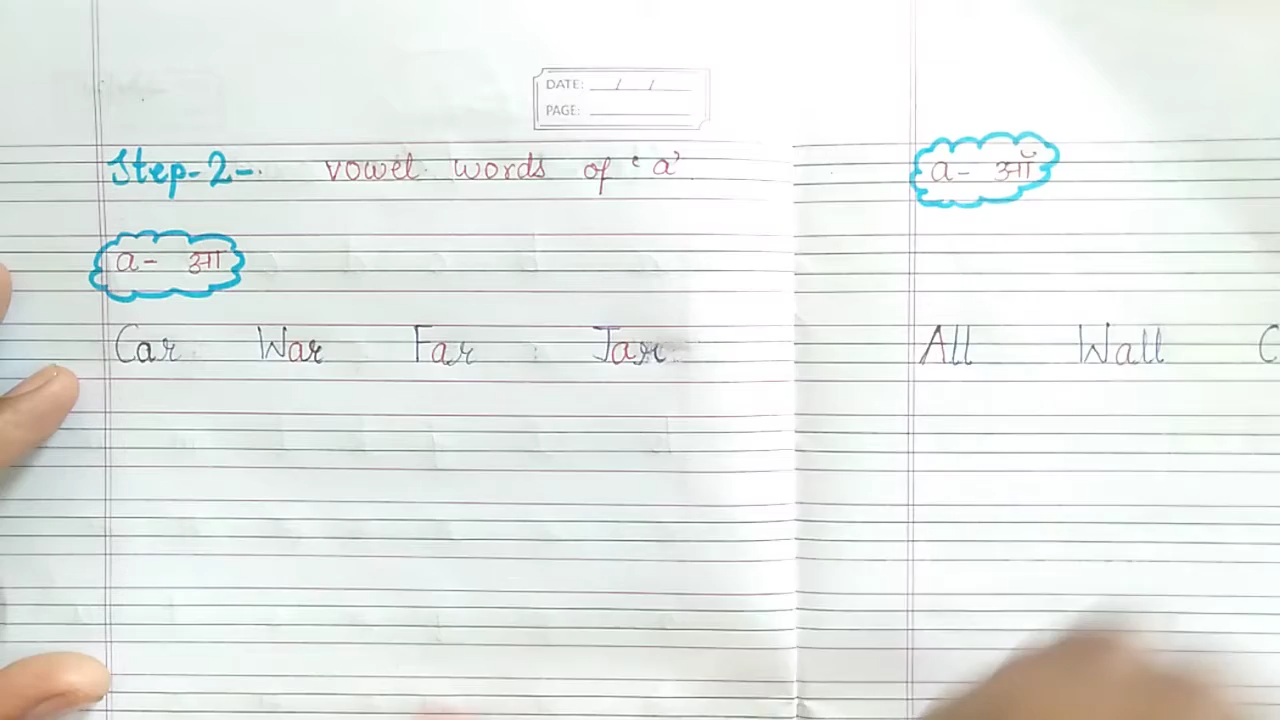 DATE: / /
PAGE:
Step-2- vowel words of 'a'
a- आ
Car War Far Jar
a- ऑ
All Wall C